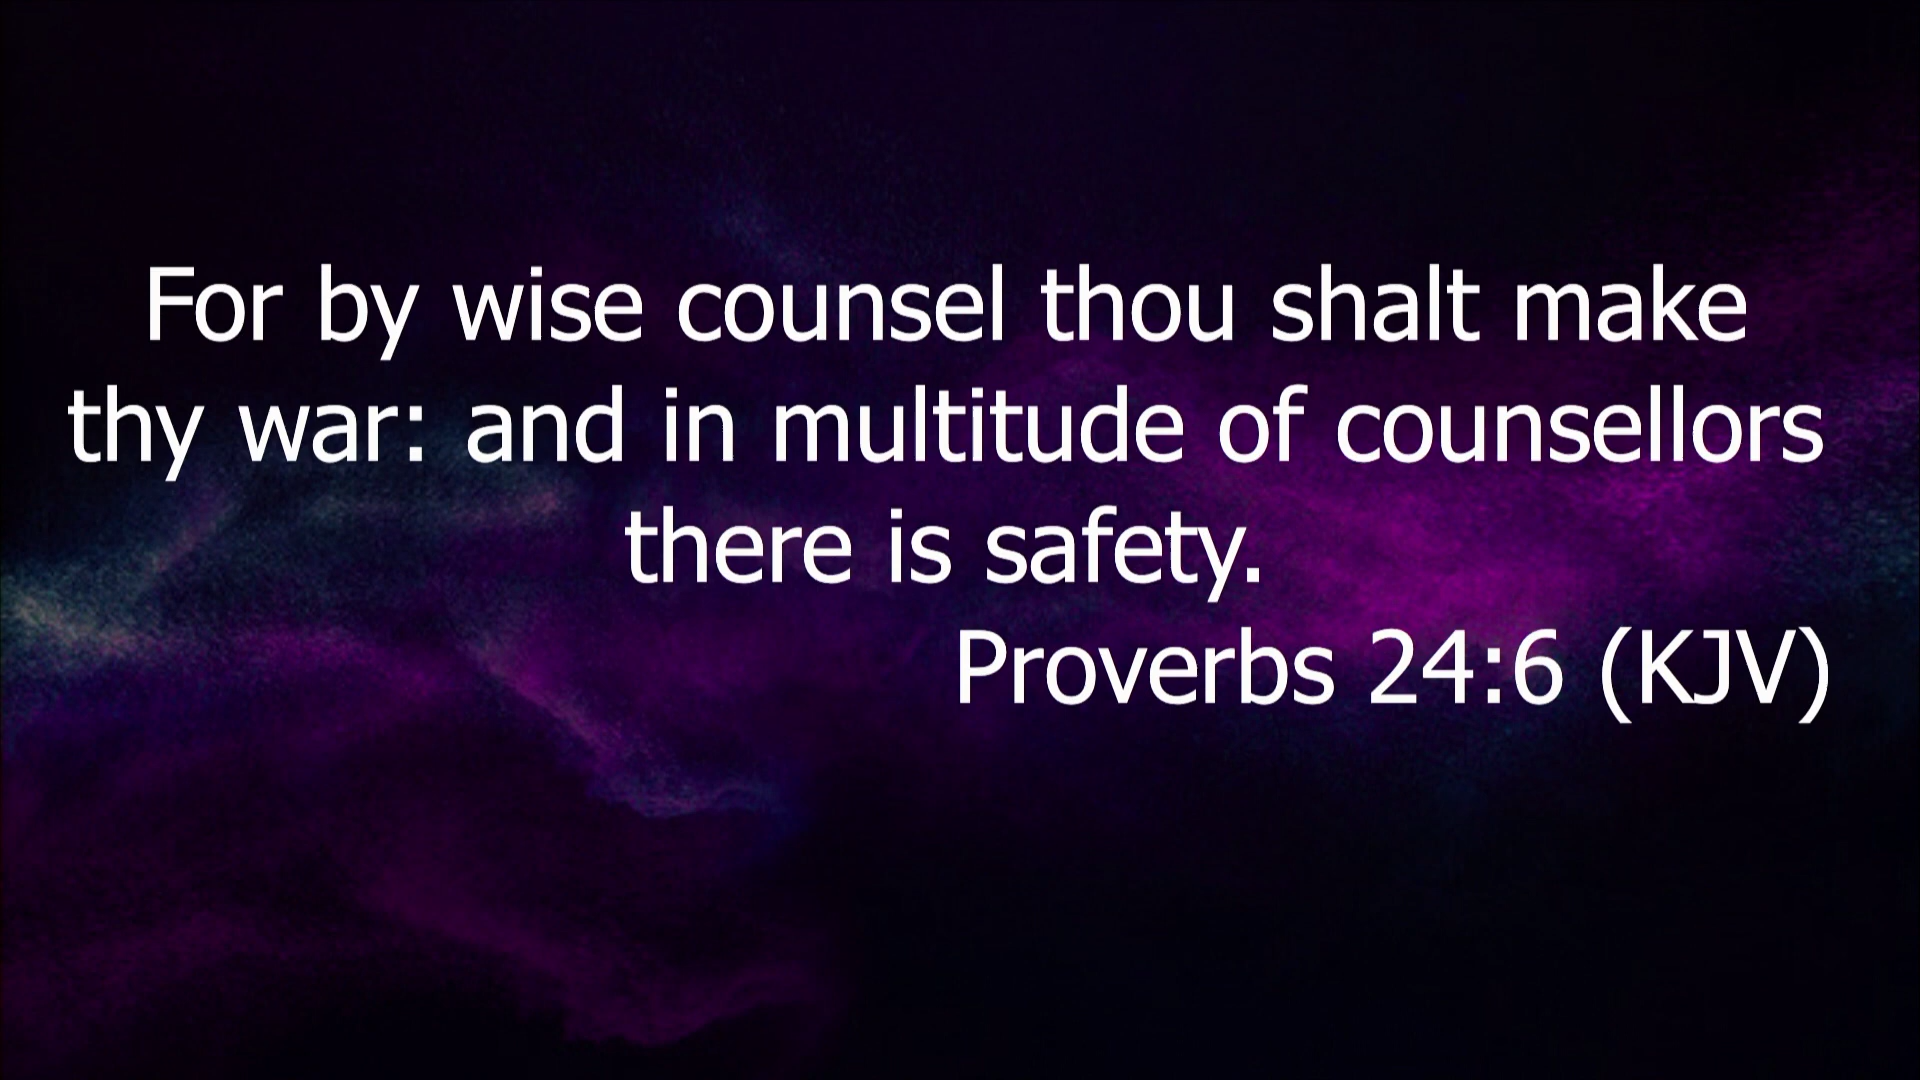 For by wise counsel thou shalt make
thy war: and in multitude of counsellors
there is safety.
Proverbs 24:6 (KJV)